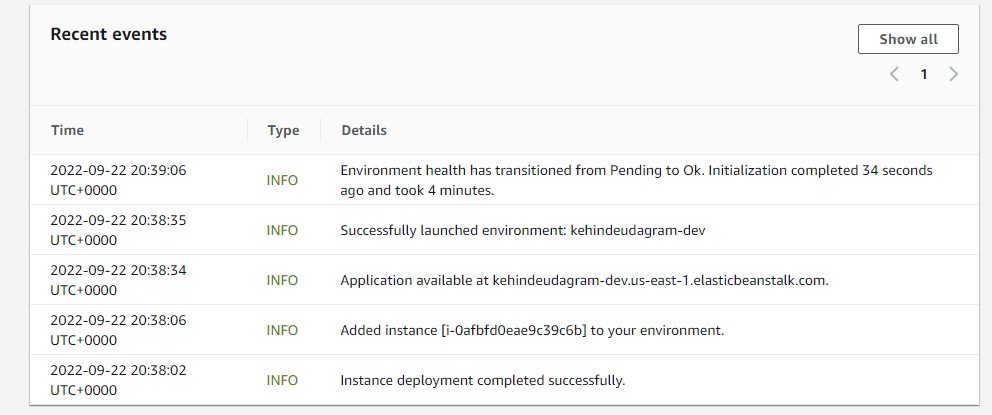 Recent events
Show all
1
Time Type Details
2022-09-22 20:39:06
UTC+0000
INFO
Environment health has transitioned from Pending to Ok. Initialization completed 34 seconds
ago and took 4 minutes.
2022-09-22 20:38:35
UTC+0000
INFO
Successfully launched environment: kehindeudagram-dev
2022-09-22 20:38:34
UTC+0000
INFO
Application available at kehindeudagram-dev.us-east-1.elasticbeanstalk.com.
2022-09-22 20:38:06
UTC+0000
INFO
Added instance [i-0afbfd0eae9c39c6b] to your environment.
2022-09-22 20:38:02
UTC+0000
INFO
Instance deployment completed successfully.